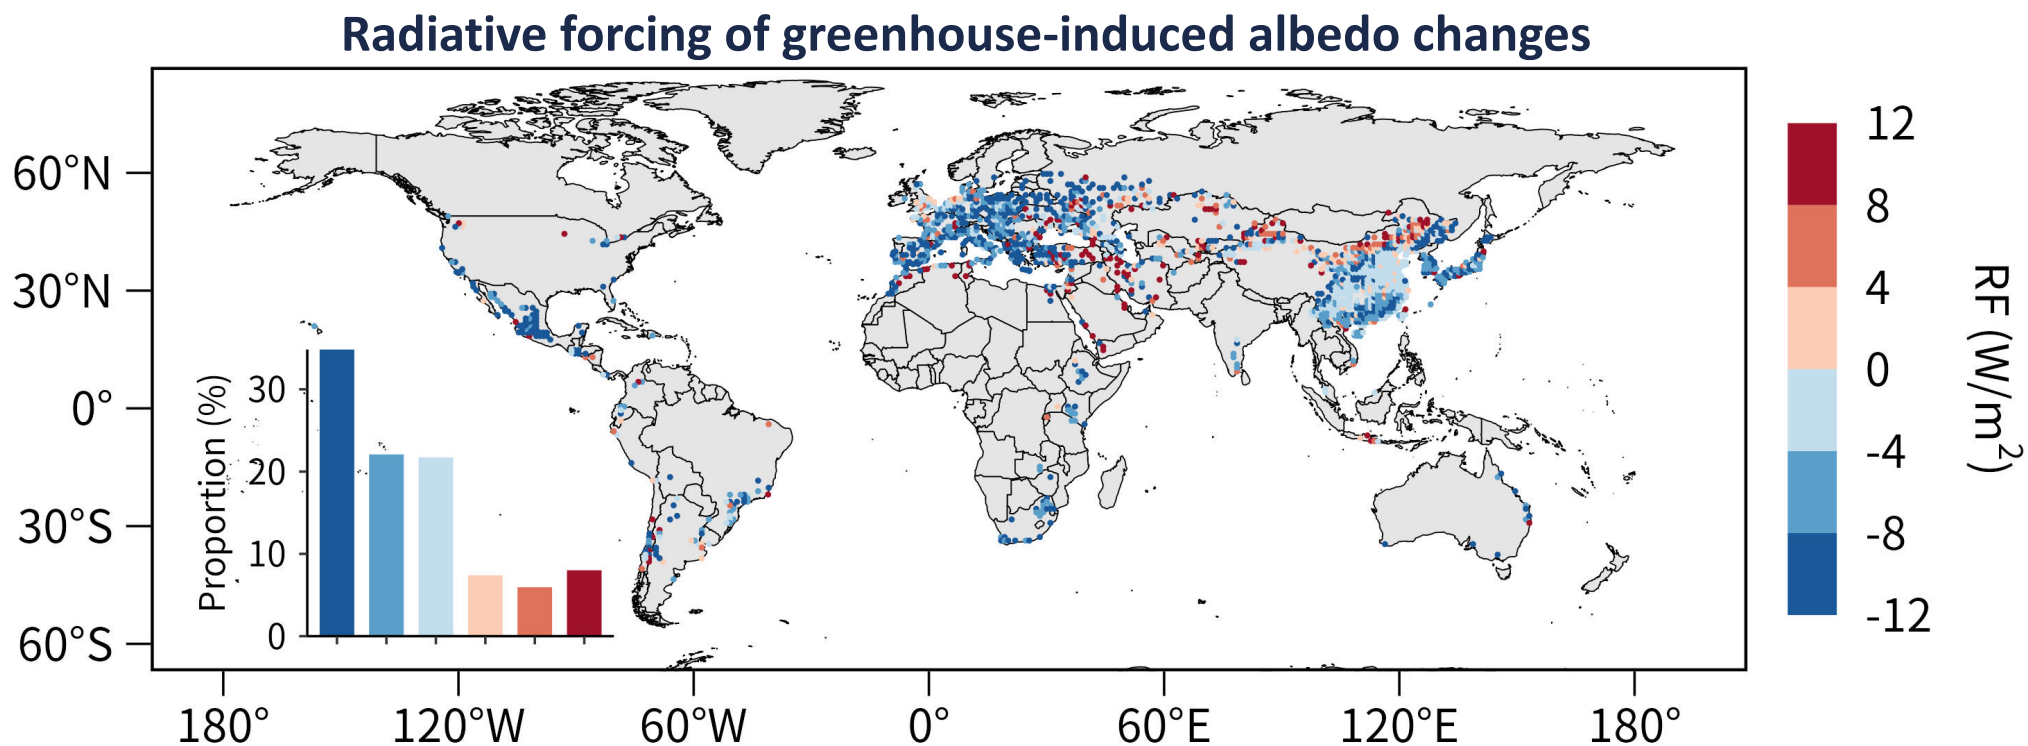 Radiative forcing of greenhouse-induced albedo changes
60°N
30°N
0°
30°S
60°S
180°
120°W
60°W
0°
60°E
120°E
180°
Proportion (%)
30
20
10
0
12
8
4
0
-4
-8
-12
RF (W/m²)